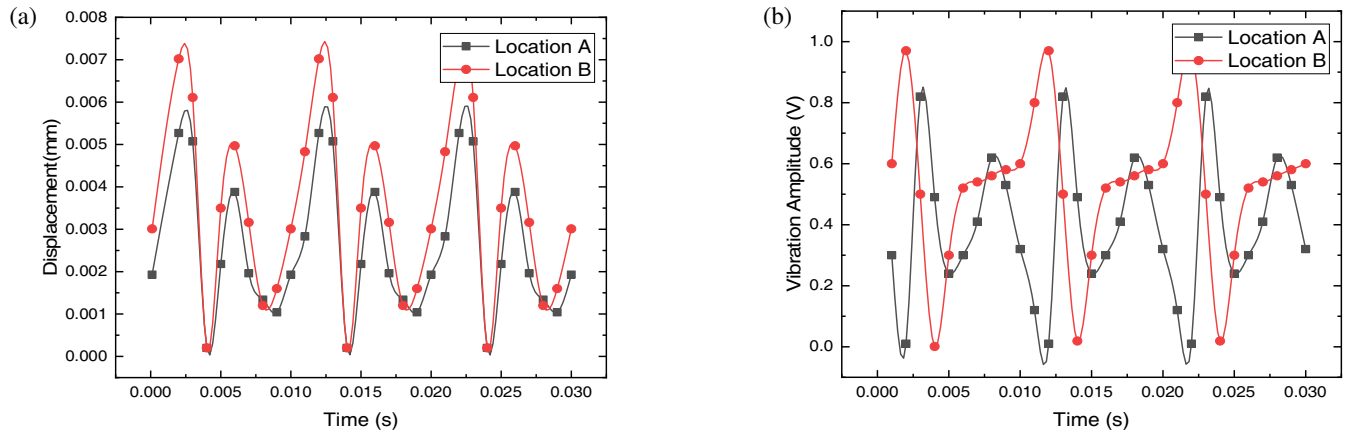 (a)
0.008
0.007
0.006
0.005
0.004
0.003
0.002
0.001
0.000
Displacement(mm)
Location A
Location B
0.000 0.005 0.010 0.015 0.020 0.025 0.030
Time (s)
(b)
1.0
0.8
0.6
0.4
0.2
0.0
Vibration Amplitude (V)
Location A
Location B
0.000 0.005 0.010 0.015 0.020 0.025 0.030
Time (s)